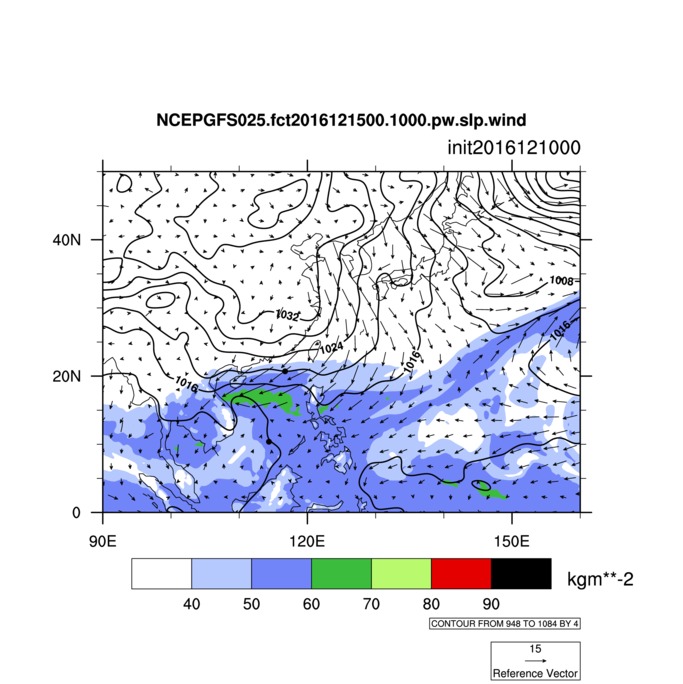 NCEPGFS025.fct2016121500.1000.pw.slp.wind
init2016121000
40N
1008
1032
1016
1024
1016
20N
1016
0
90E 120E 150E
kgm**-2
40 50 60 70 80 90
CONTOUR FROM 948 TO 1084 BY 4
15
Reference Vector